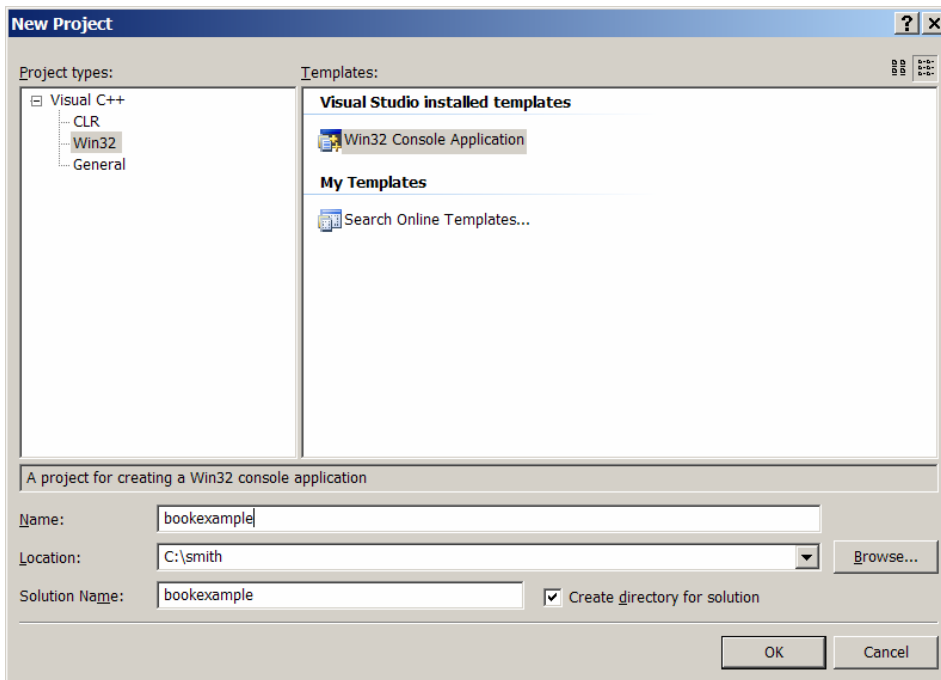 New Project
Project types:
Templates:
Visual C++
CLR
Win32
General
Visual Studio installed templates
Win32 Console Application
My Templates
Search Online Templates...
A project for creating a Win32 console application
Name:
bookexample
Location:
C:\smith
Browse...
Solution Name:
bookexample
Create directory for solution
OK
Cancel